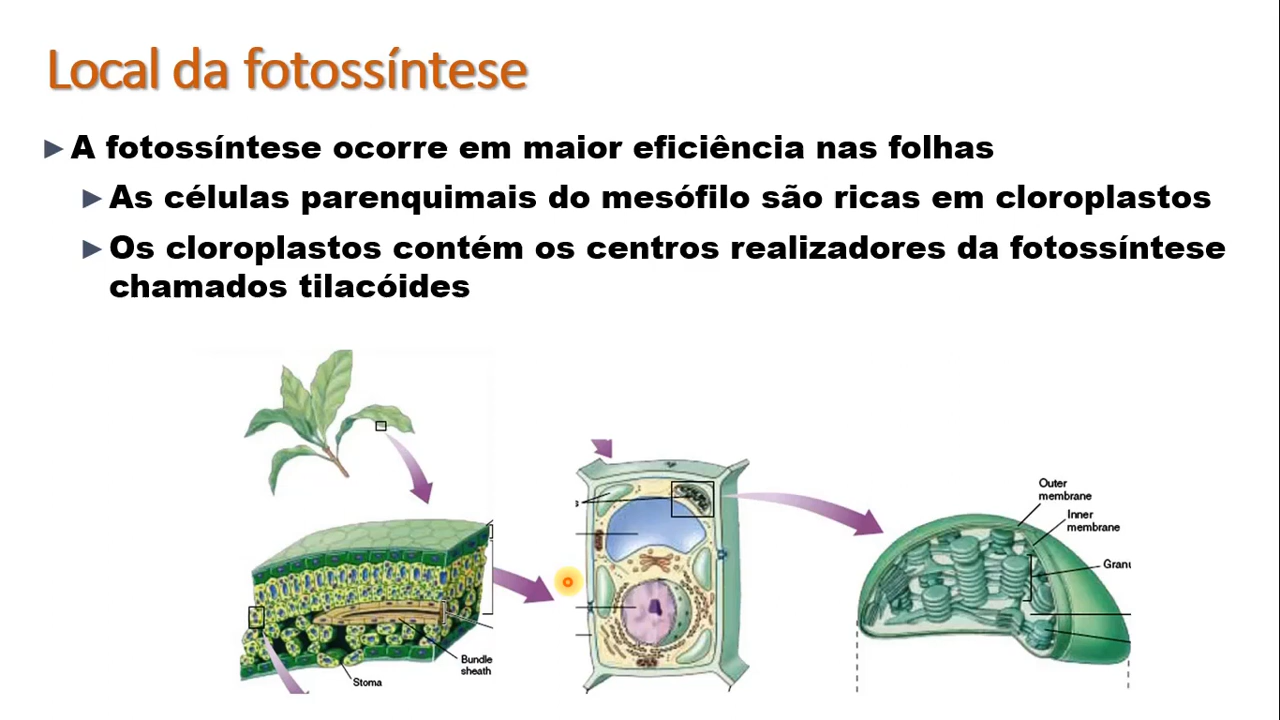 Local da fotossíntese
A fotossíntese ocorre em maior eficiência nas folhas
As células parenquimais do mesófilo são ricas em cloroplastos
Os cloroplastos contém os centros realizadores da fotossíntese
chamados tilacóides
Outer
membrane
Inner
membrane
Bundle
sheath
Stoma